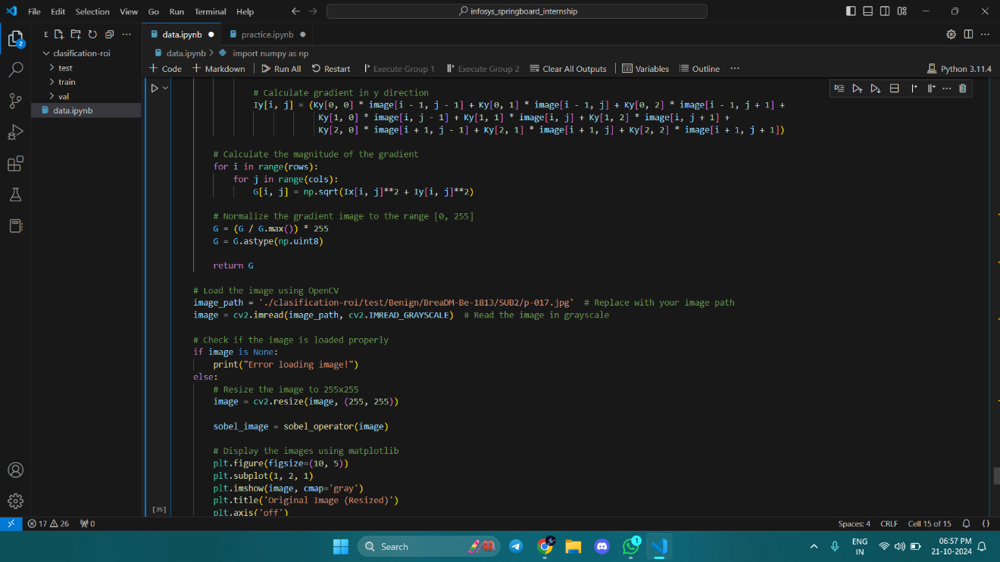 File Edit Selection View Go Run Terminal Help
infosys_springboard_internship
data.ipynb
practice.ipynb
data.ipynb > import numpy as np
+ Code + Markdown Run All Restart Execute Group 1 Execute Group 2 Clear All Outputs Variables Outline ... Python 3.11.4
2
E
clasification-roi
test
train
val
data.ipynb
# Calculate gradient in y direction
Iy[i, j] = (Ky[0, 0] * image[i - 1, j - 1] + Ky[0, 1] * image[i - 1, j] + Ky[0, 2] * image[i - 1, j + 1] +
Ky[1, 0] * image[i, j - 1] + Ky[1, 1] * image[i, j] + Ky[1, 2] * image[i, j + 1] +
Ky[2, 0] * image[i + 1, j - 1] + Ky[2, 1] * image[i + 1, j] + Ky[2, 2] * image[i + 1, j + 1])
# Calculate the magnitude of the gradient
for i in range(rows):
for j in range(cols):
G[i, j] = np.sqrt(Ix[i, j]**2 + Iy[i, j]**2)
# Normalize the gradient image to the range [0, 255]
G = (G / G.max()) * 255
G = G.astype(np.uint8)
return G
# Load the image using OpenCV
image_path = './clasification-roi/test/Benign/BreaDM-Be-1813/SUB2/p-017.jpg' # Replace with your image path
image = cv2.imread(image_path, cv2.IMREAD_GRAYSCALE) # Read the image in grayscale
# Check if the image is loaded properly
if image is None:
print("Error loading image!")
else:
# Resize the image to 255x255
image = cv2.resize(image, (255, 255))
sobel_image = sobel_operator(image)
# Display the images using matplotlib
plt.figure(figsize=(10, 5))
plt.subplot(1, 2, 1)
plt.imshow(image, cmap='gray')
plt.title('Original Image (Resized)')
plt.axis('off')
[35]
17 26 0 Spaces: 4 CRLF Cell 15 of 15 {}
Search
1
ENG
IN
06:57 PM
21-10-2024